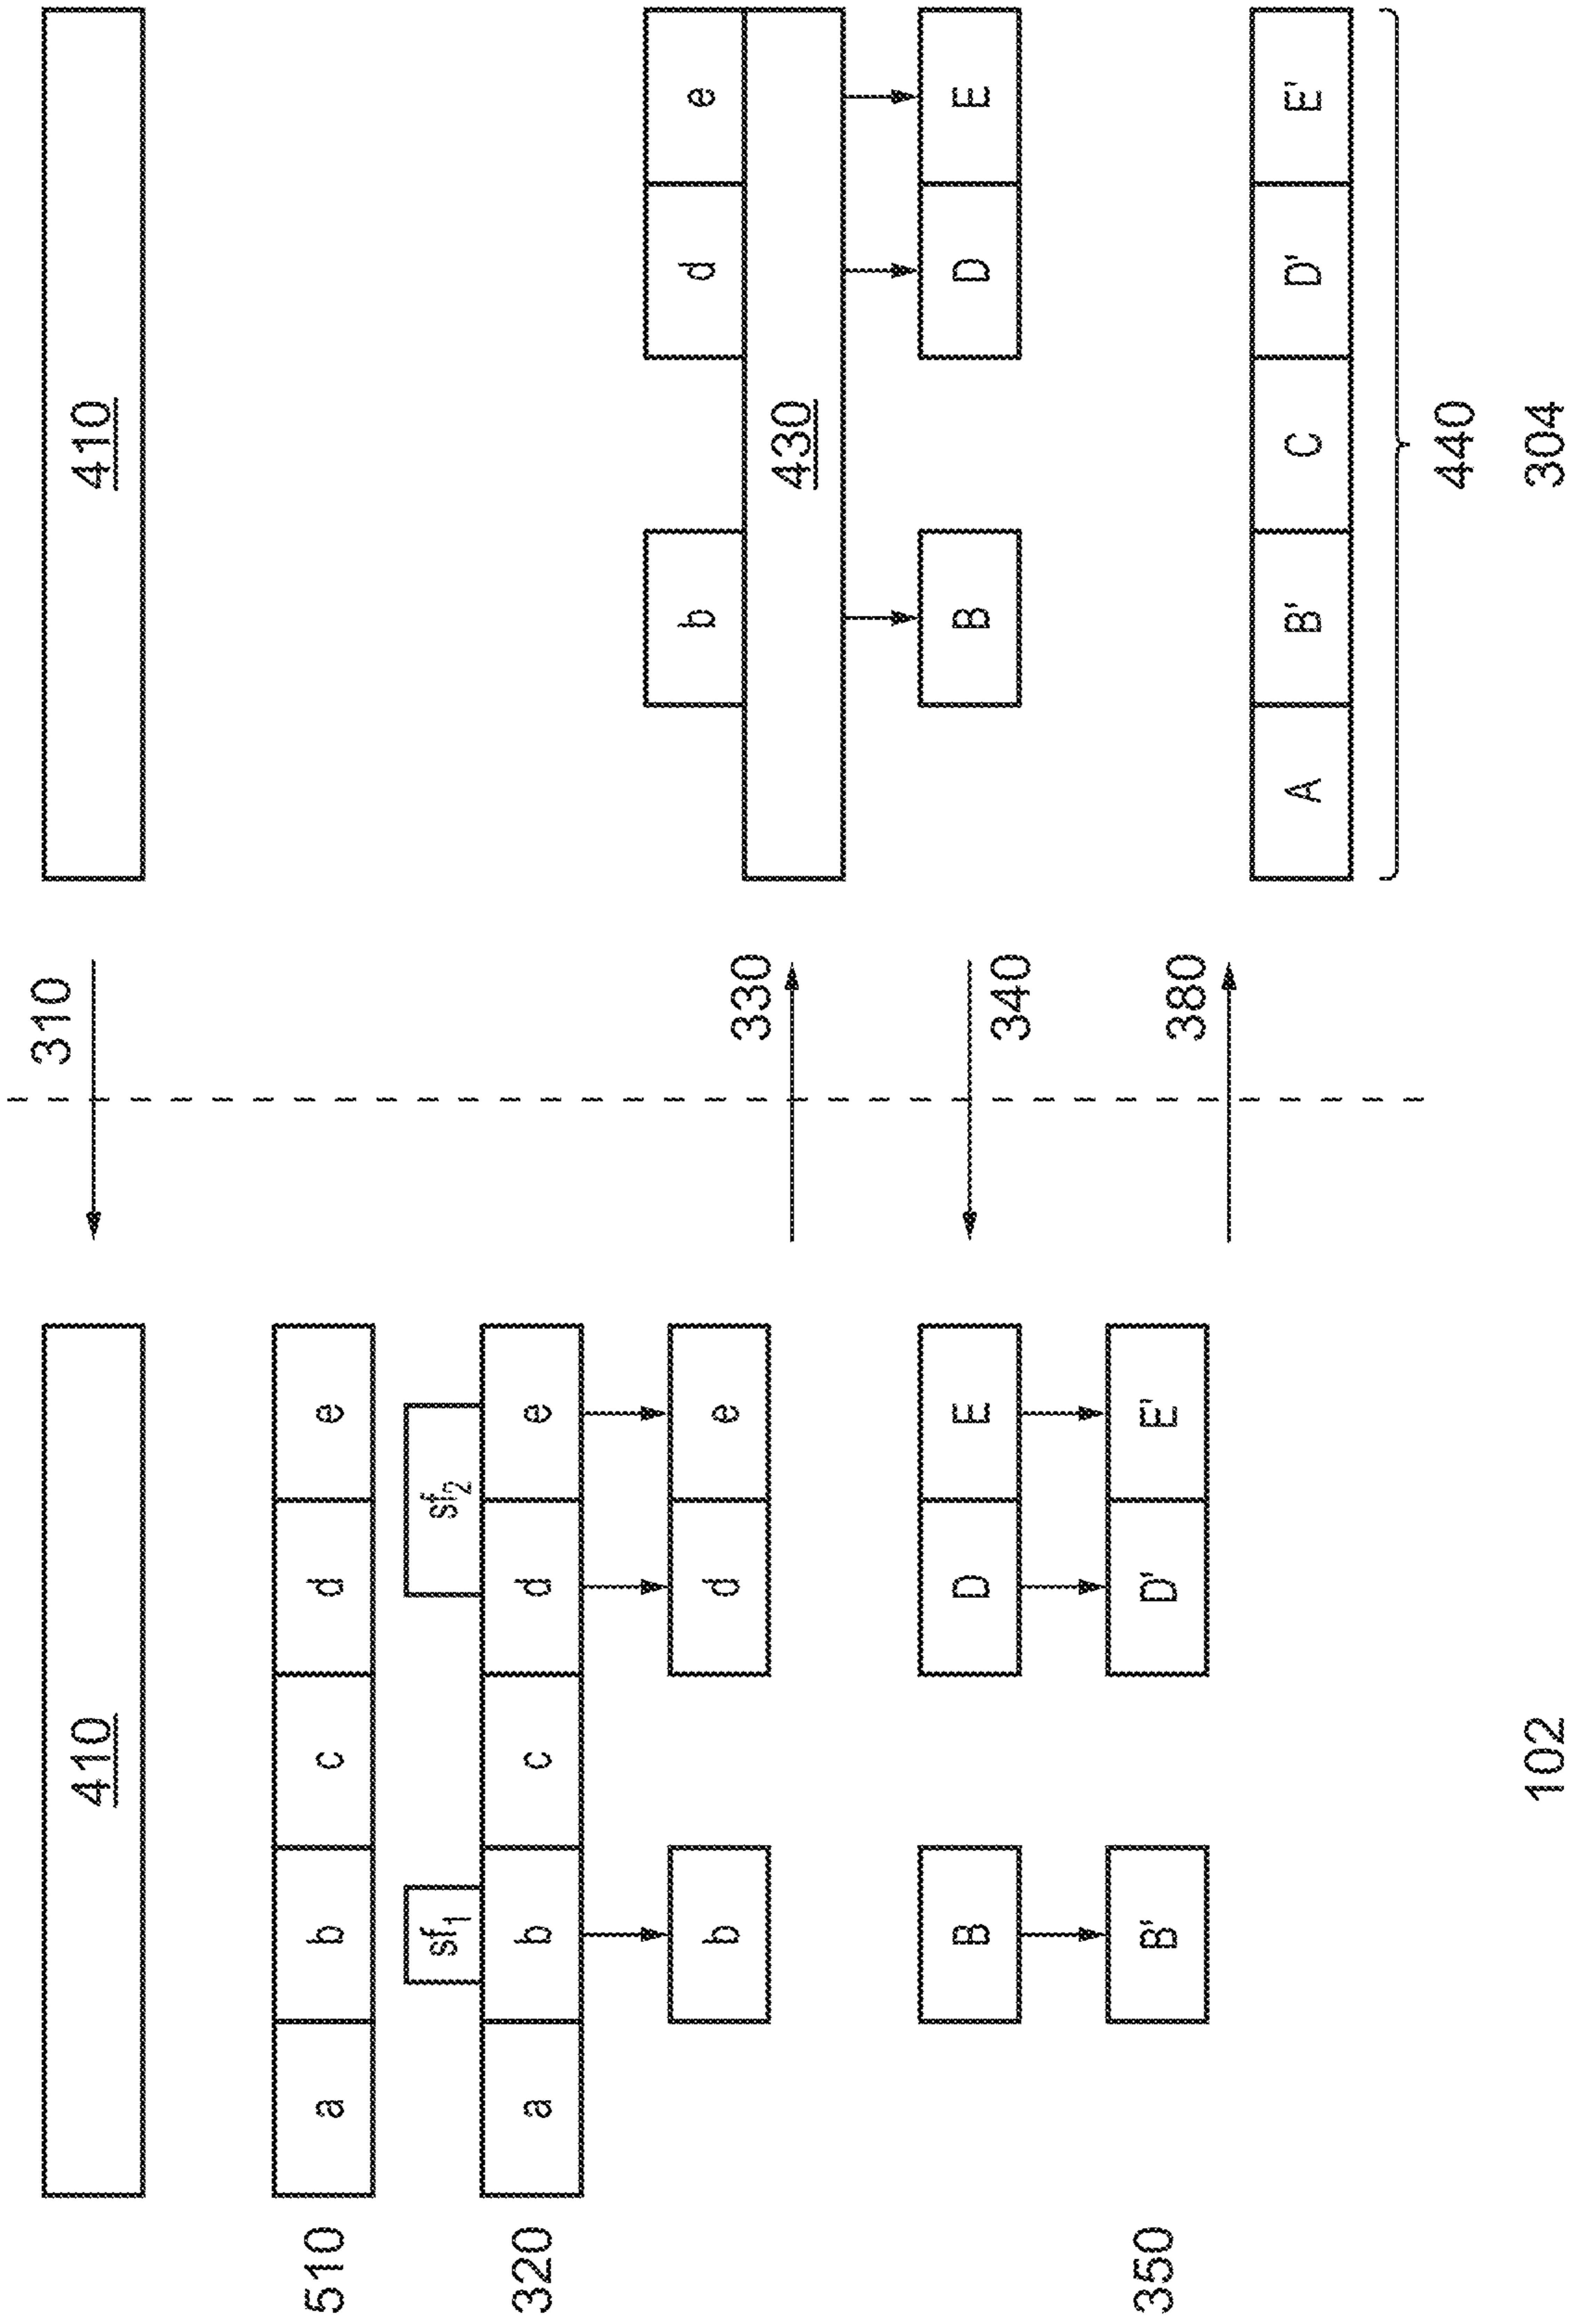 310
410 410
510 a b c d e
sf₁ sf₂
320 a b c d e
b d e b d e
330
430
B D E B D E
340
350 B' D' E'
380
A B' C D' E'
440
102 304